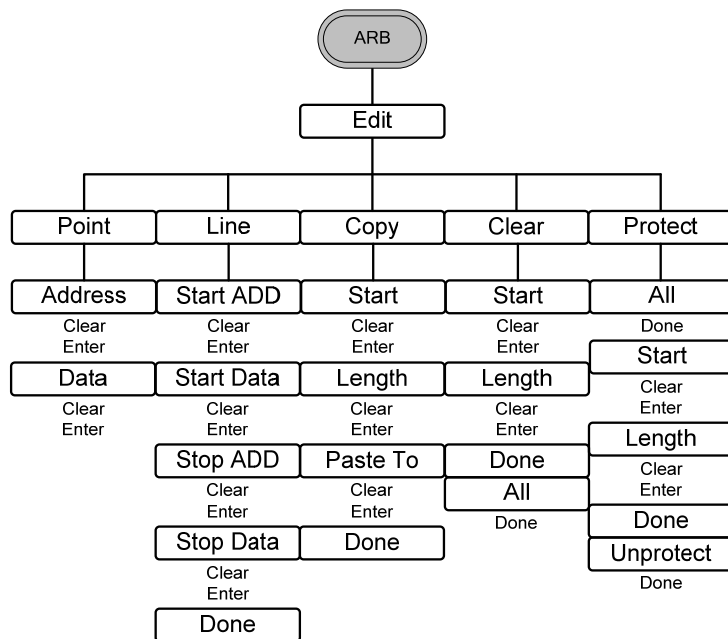 ARB
Edit
Point
Line
Copy
Clear
Protect
Address
Clear
Enter
Data
Clear
Enter
Start ADD
Clear
Enter
Start Data
Clear
Enter
Stop ADD
Clear
Enter
Stop Data
Clear
Enter
Done
Start
Clear
Enter
Length
Clear
Enter
Paste To
Clear
Enter
Done
Start
Clear
Enter
Length
Clear
Enter
Done
All
Done
All
Done
Start
Clear
Enter
Length
Clear
Enter
Done
Unprotect
Done